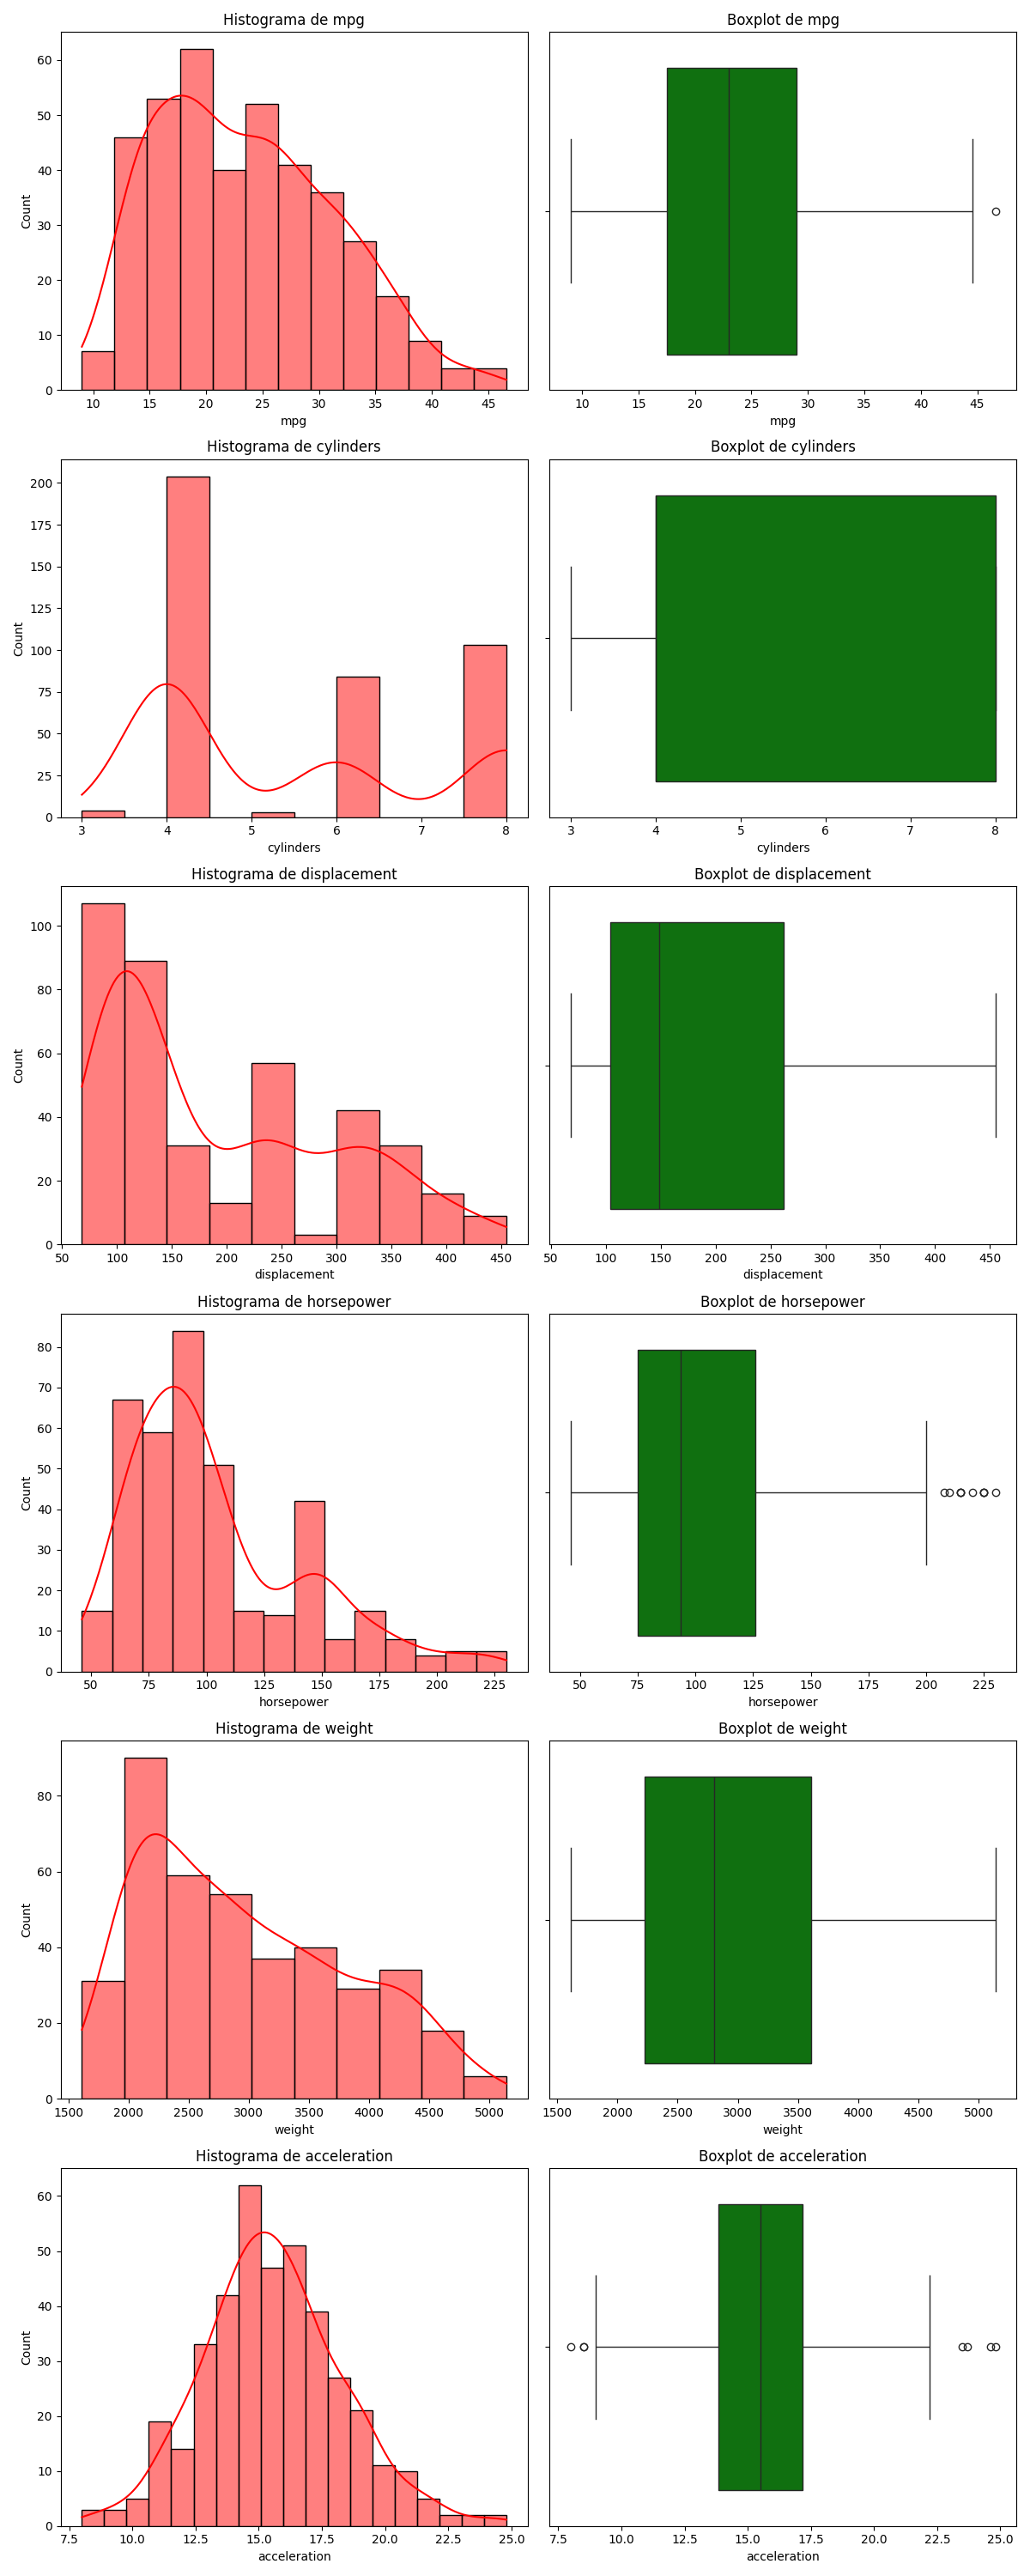 Histograma de mpg
Boxplot de mpg
Count
60
50
40
30
20
10
0
10 15 20 25 30 35 40 45
mpg
10 15 20 25 30 35 40 45
mpg
Histograma de cylinders
Boxplot de cylinders
Count
200
175
150
125
100
75
50
25
0
3 4 5 6 7 8
cylinders
3 4 5 6 7 8
cylinders
Histograma de displacement
Boxplot de displacement
Count
100
80
60
40
20
0
50 100 150 200 250 300 350 400 450
displacement
50 100 150 200 250 300 350 400 450
displacement
Histograma de horsepower
Boxplot de horsepower
Count
80
70
60
50
40
30
20
10
0
50 75 100 125 150 175 200 225
horsepower
50 75 100 125 150 175 200 225
horsepower
Histograma de weight
Boxplot de weight
Count
80
60
40
20
0
1500 2000 2500 3000 3500 4000 4500 5000
weight
1500 2000 2500 3000 3500 4000 4500 5000
weight
Histograma de acceleration
Boxplot de acceleration
Count
60
50
40
30
20
10
0
7.5 10.0 12.5 15.0 17.5 20.0 22.5 25.0
acceleration
7.5 10.0 12.5 15.0 17.5 20.0 22.5 25.0
acceleration